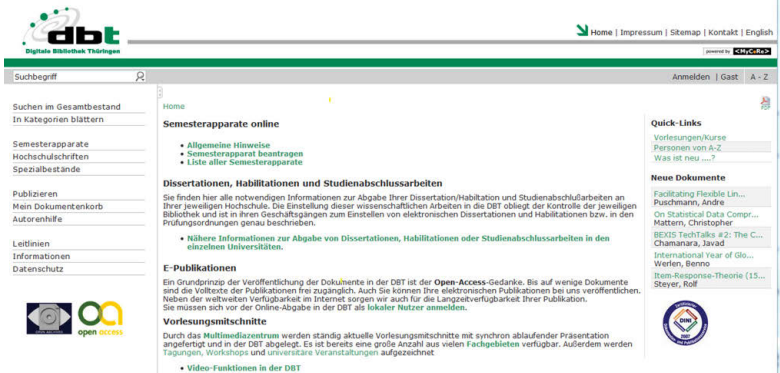 dbt
Digitale Bibliothek Thüringen
Home | Impressum | Sitemap | Kontakt | English
powered by <MyCoRe>
Suchbegriff
Anmelden | Gast A - Z
Suchen im Gesamtbestand
In Kategorien blättern
Semesterapparate
Hochschulschriften
Spezialbestände
Publizieren
Mein Dokumentenkorb
Autorenhilfe
Leitlinien
Informationen
Datenschutz
open access
Home
Semesterapparate online
• Allgemeine Hinweise
• Semesterapparat beantragen
• Liste aller Semesterapparate
Dissertationen, Habilitationen und Studienabschlussarbeiten
Sie finden hier alle notwendigen Informationen zur Abgabe Ihrer Dissertation/Habiltation und Studienabschlußarbeiten an
Ihrer jeweiligen Hochschule. Die Einstellung dieser wissenschaftlichen Arbeiten in die DBT obliegt der Kontrolle der jeweiligen
Bibliothek und ist in ihren Geschäftsgängen zum Einstellen von elektronischen Dissertationen und Habilitationen bzw. in den
Prüfungsordnungen genau beschrieben.
• Nähere Informationen zur Abgabe von Dissertationen, Habilitationen oder Studienabschlussarbeiten in den
einzelnen Universitäten.
E-Publikationen
Ein Grundprinzip der Veröffentlichung der Dokumente in der DBT ist der Open-Access-Gedanke. Bis auf wenige Dokumente
sind die Volltexte der Publikationen frei zugänglich. Auch Sie können Ihre elektronischen Publikationen bei uns veröffentlichen.
Neben der weltweiten Verfügbarkeit im Internet sorgen wir auch für die Langzeitverfügbarkeit Ihrer Publikation.
Sie müssen sich vor der Online-Abgabe in der DBT als lokaler Nutzer anmelden.
Vorlesungsmitschnitte
Durch das Multimediazentrum werden ständig aktuelle Vorlesungsmitschnitte mit synchron ablaufender Präsentation
angefertigt und in der DBT abgelegt. Es ist bereits eine große Anzahl aus vielen Fachgebieten verfügbar. Außerdem werden
Tagungen, Workshops und universitäre Veranstaltungen aufgezeichnet
• Video-Funktionen in der DBT
Quick-Links
Vorlesungen/Kurse
Personen von A-Z
Was ist neu ....?
Neue Dokumente
Facilitating Flexible Lin...
Puschmann, Andre
On Statistical Data Compr...
Mattern, Christopher
BEXIS TechTalks #2: The C...
Chamanara, Javad
International Year of Glo...
Werlen, Benno
Item-Response-Theorie (15...
Steyer, Rolf
DINI